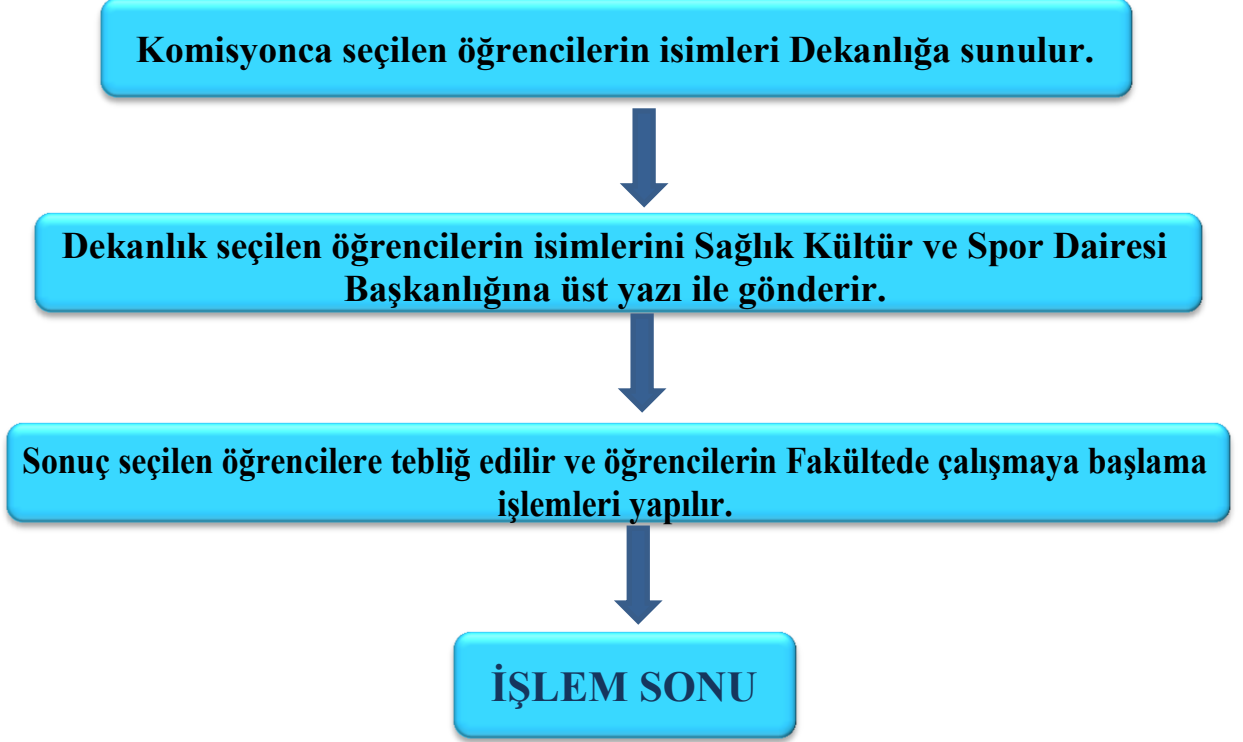 Komisyonca seçilen öğrencilerin isimleri Dekanlığa sunulur.
Dekanlık seçilen öğrencilerin isimlerini Sağlık Kültür ve Spor Dairesi
Başkanlığına üst yazı ile gönderir.
Sonuç seçilen öğrencilere tebliğ edilir ve öğrencilerin Fakültede çalışmaya başlama
işlemleri yapılır.
İŞLEM SONU